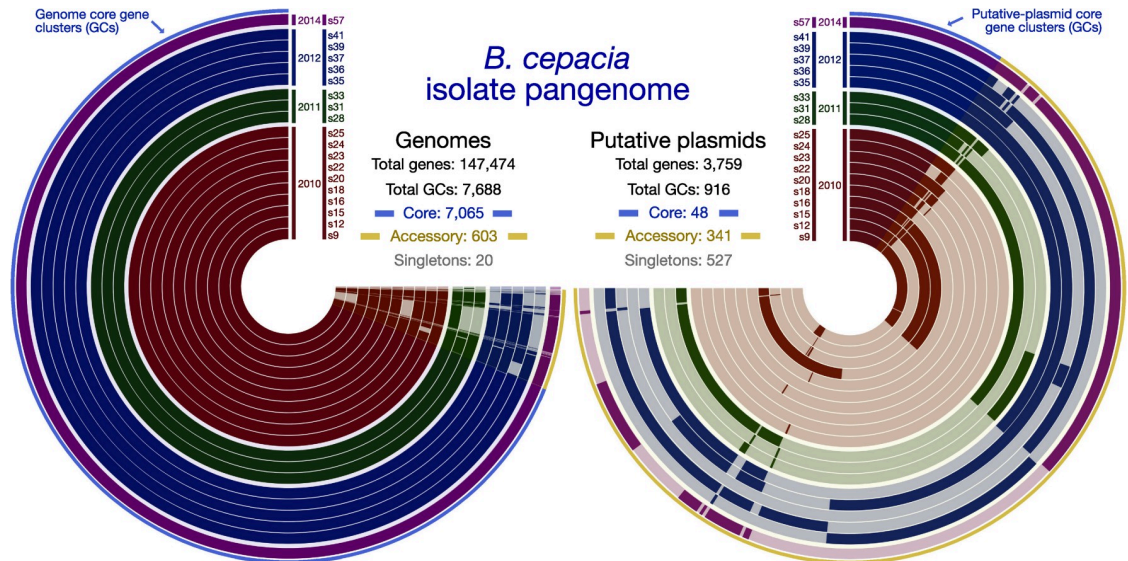 Genome core gene
clusters (GCs)
2014
s57
2012
s41
s39
s37
s36
s35
2011
s33
s31
s28
2010
s25
s24
s23
s22
s20
s18
s16
s15
s12
s9
B. cepacia
isolate pangenome
Genomes
Total genes: 147,474
Total GCs: 7,688
Core: 7,065
Accessory: 603
Singletons: 20
Putative plasmids
Total genes: 3,759
Total GCs: 916
Core: 48
Accessory: 341
Singletons: 527
s57
2014
s41
s39
s37
s36
s35
2012
s33
s31
s28
2011
s25
s24
s23
s22
s20
s18
s16
s15
s12
s9
2010
Putative-plasmid core
gene clusters (GCs)